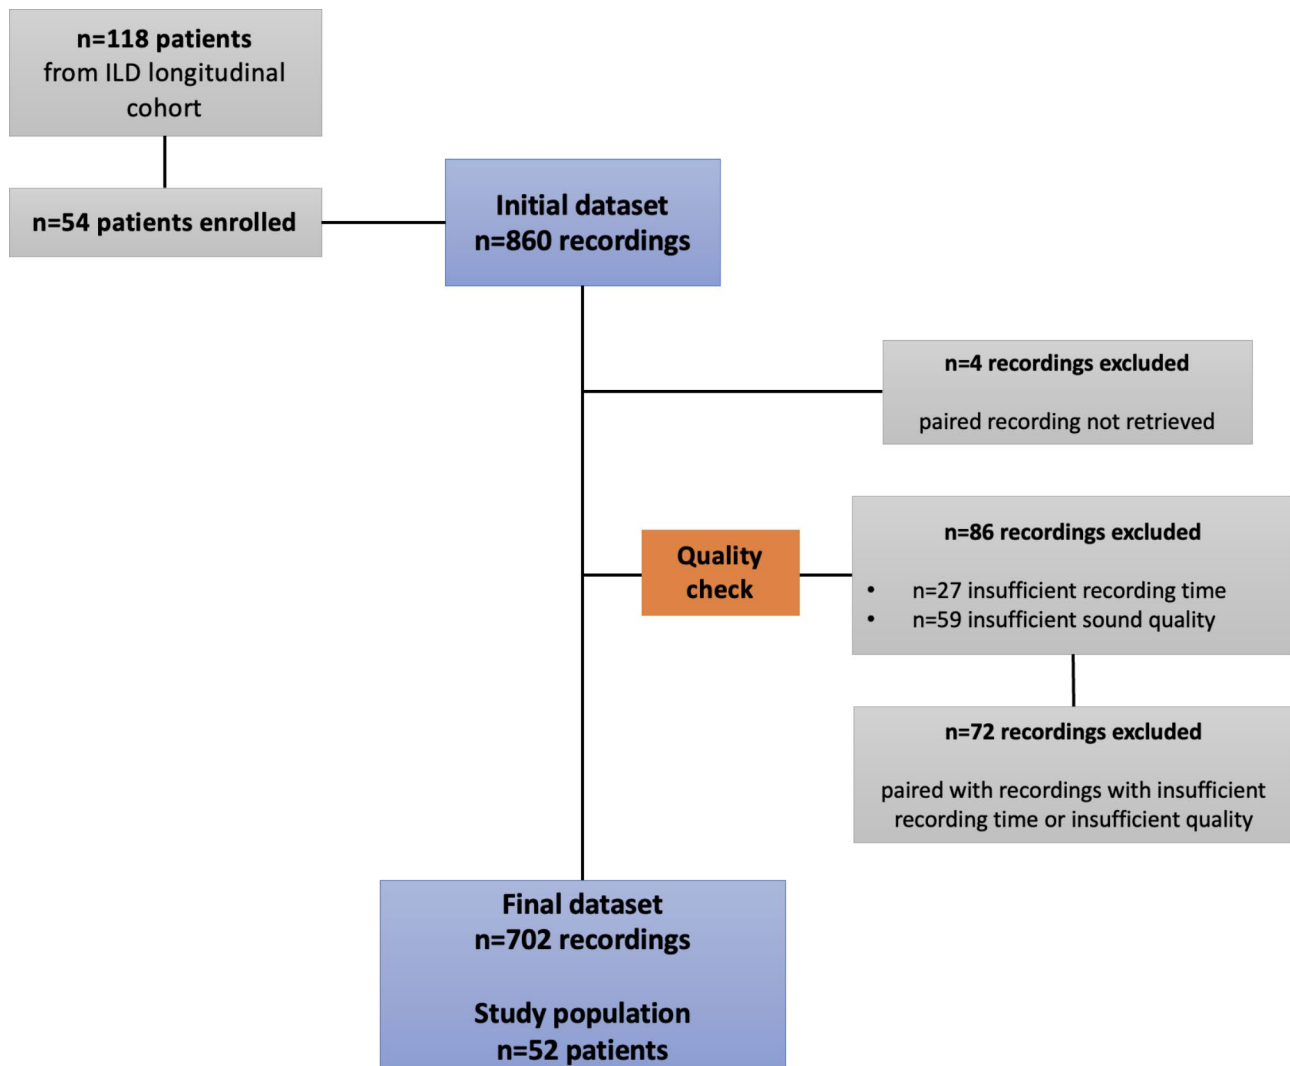 n=118 patients
from ILD longitudinal
cohort
n=54 patients enrolled
Initial dataset
n=860 recordings
n=4 recordings excluded
paired recording not retrieved
Quality
check
n=86 recordings excluded
• n=27 insufficient recording time
• n=59 insufficient sound quality
n=72 recordings excluded
paired with recordings with insufficient
recording time or insufficient quality
Final dataset
n=702 recordings
Study population
n=52 patients